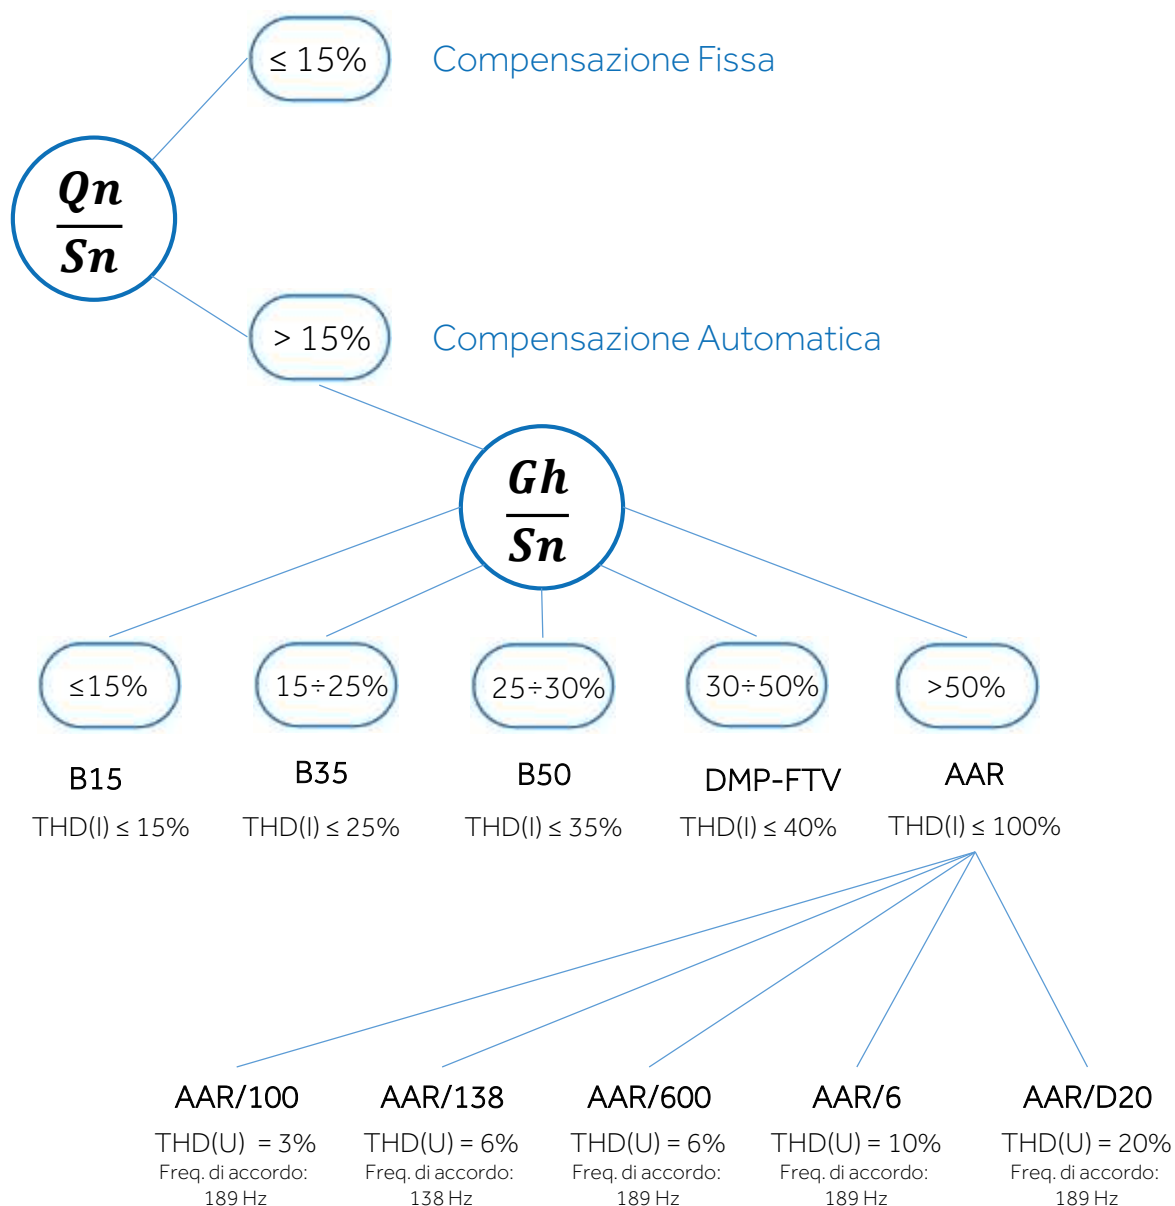 ≤ 15% Compensazione Fissa
Qn
Sn
> 15% Compensazione Automatica
Gh
Sn
≤15% 15÷25% 25÷30% 30÷50% >50%
B15 B35 B50 DMP-FTV AAR
THD(I) ≤ 15% THD(I) ≤ 25% THD(I) ≤ 35% THD(I) ≤ 40% THD(I) ≤ 100%
AAR/100 AAR/138 AAR/600 AAR/6 AAR/D20
THD(U) = 3% THD(U) = 6% THD(U) = 6% THD(U) = 10% THD(U) = 20%
Freq. di accordo: Freq. di accordo: Freq. di accordo: Freq. di accordo: Freq. di accordo:
189 Hz 138 Hz 189 Hz 189 Hz 189 Hz